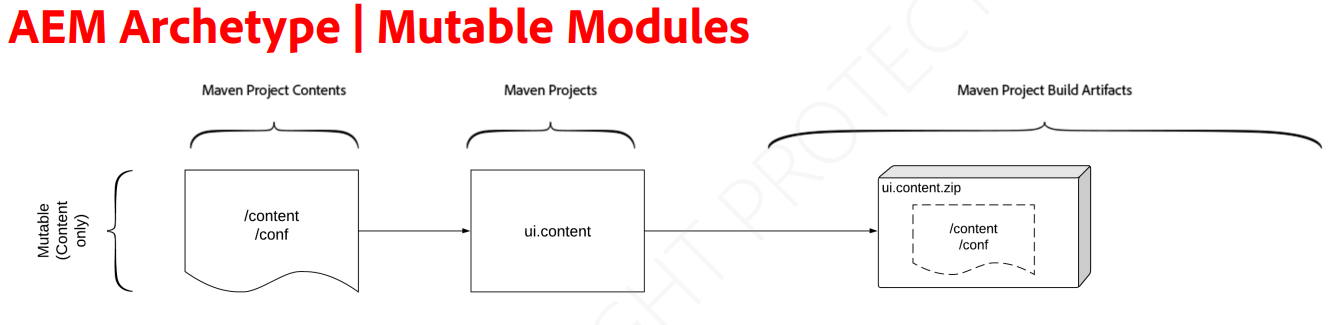 AEM Archetype | Mutable Modules
Maven Project Contents
Maven Projects
Maven Project Build Artifacts
Mutable
(Content
only)
/content
/conf
ui.content
ui.content.zip
/content
/conf